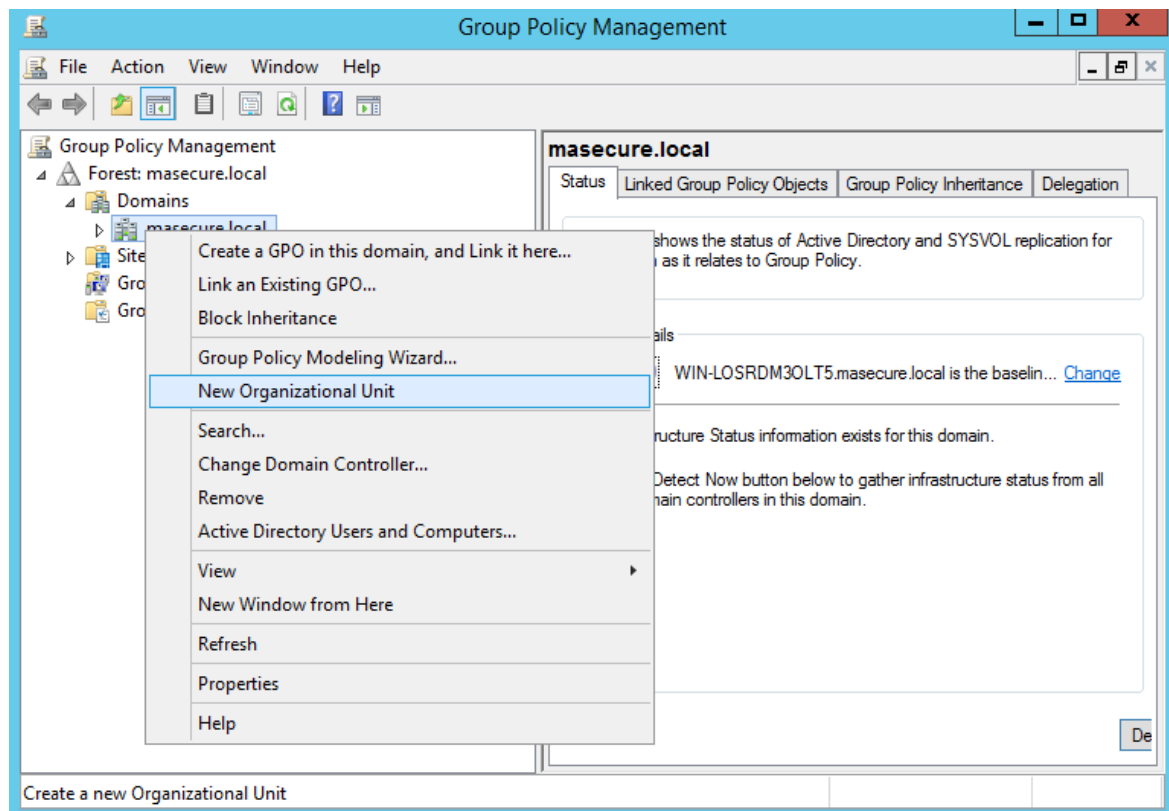 Group Policy Management
File Action View Window Help
Group Policy Management
Forest: masecure.local
Domains
masecure.local
Site
Gro
Gro
Create a GPO in this domain, and Link it here...
Link an Existing GPO...
Block Inheritance
Group Policy Modeling Wizard...
New Organizational Unit
Search...
Change Domain Controller...
Remove
Active Directory Users and Computers...
View
New Window from Here
Refresh
Properties
Help
masecure.local
Status Linked Group Policy Objects Group Policy Inheritance Delegation
shows the status of Active Directory and SYSVOL replication for
as it relates to Group Policy.
ails
WIN-LOSRDM3OLT5.masecure.local is the baselin... Change
ructure Status information exists for this domain.
Detect Now button below to gather infrastructure status from all
main controllers in this domain.
De
Create a new Organizational Unit